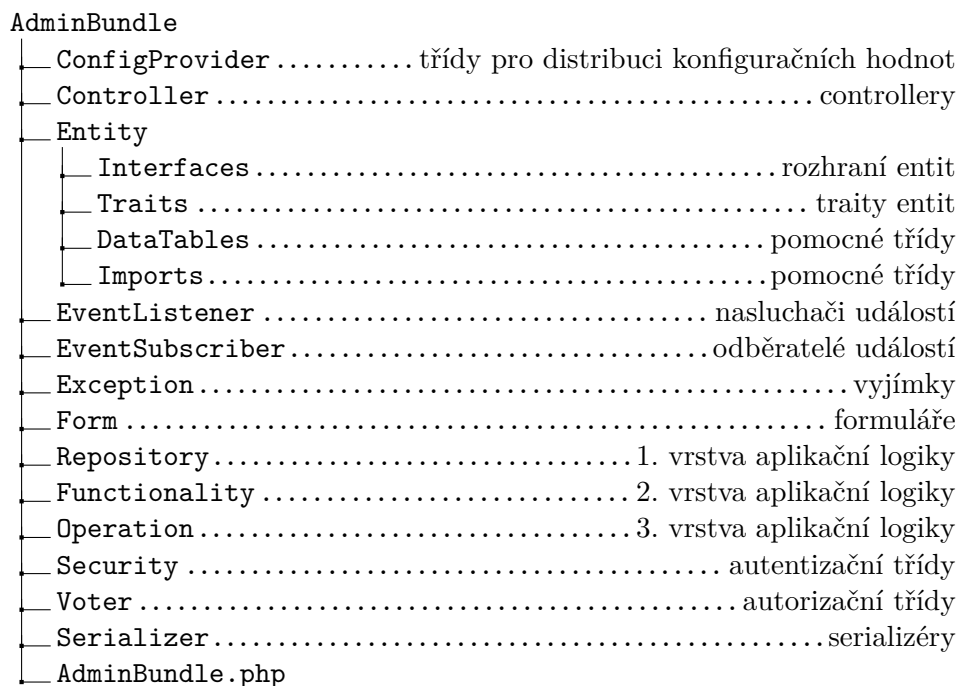 AdminBundle
ConfigProvider...........třídy pro distribuci konfiguračních hodnot
Controller..................................................controllery
Entity
Interfaces......................................rozhraní entit
Traits............................................traity entit
DataTables.....................................pomocné třídy
Imports.........................................pomocné třídy
EventListener.................................nasluchači událostí
EventSubscriber................................odběratelé událostí
Exception................................................vyjímky
Form.....................................................formuláře
Repository............................1. vrstva aplikační logiky
Functionality.........................2. vrstva aplikační logiky
Operation.............................3. vrstva aplikační logiky
Security.......................................autentizační třídy
Voter...........................................autorizační třídy
Serializer..............................................serializéry
AdminBundle.php